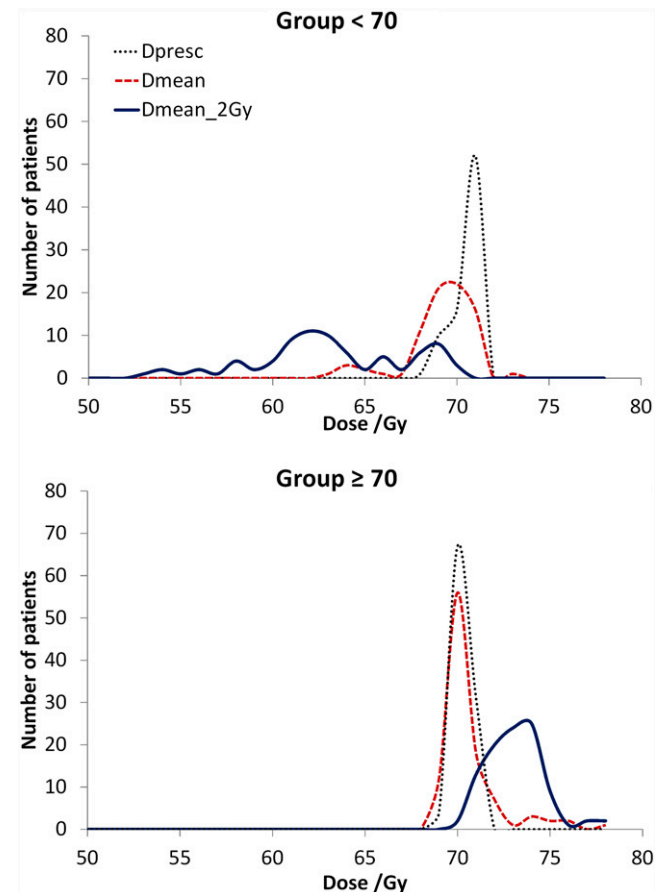 Group < 70
Dpresc
Dmean
Dmean_2Gy
Number of patients
80
70
60
50
40
30
20
10
0
50 55 60 65 70 75 80
Dose /Gy
Group ≥ 70
Number of patients
80
70
60
50
40
30
20
10
0
50 55 60 65 70 75 80
Dose /Gy